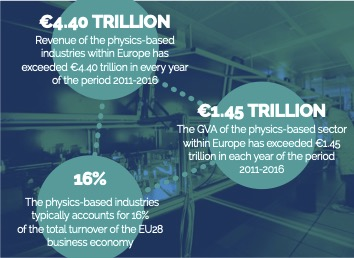 €4.40 TRILLION
Revenue of the physics-based
industries within Europe has
exceeded €4.40 trillion in every year
of the period 2011-2016
€1.45 TRILLION
The GVA of the physics-based sector
within Europe has exceeded €1.45
trillion in each year of the period
2011-2016
16%
The physics-based industries
typically accounts for 16%
of the total turnover of the EU28
business economy